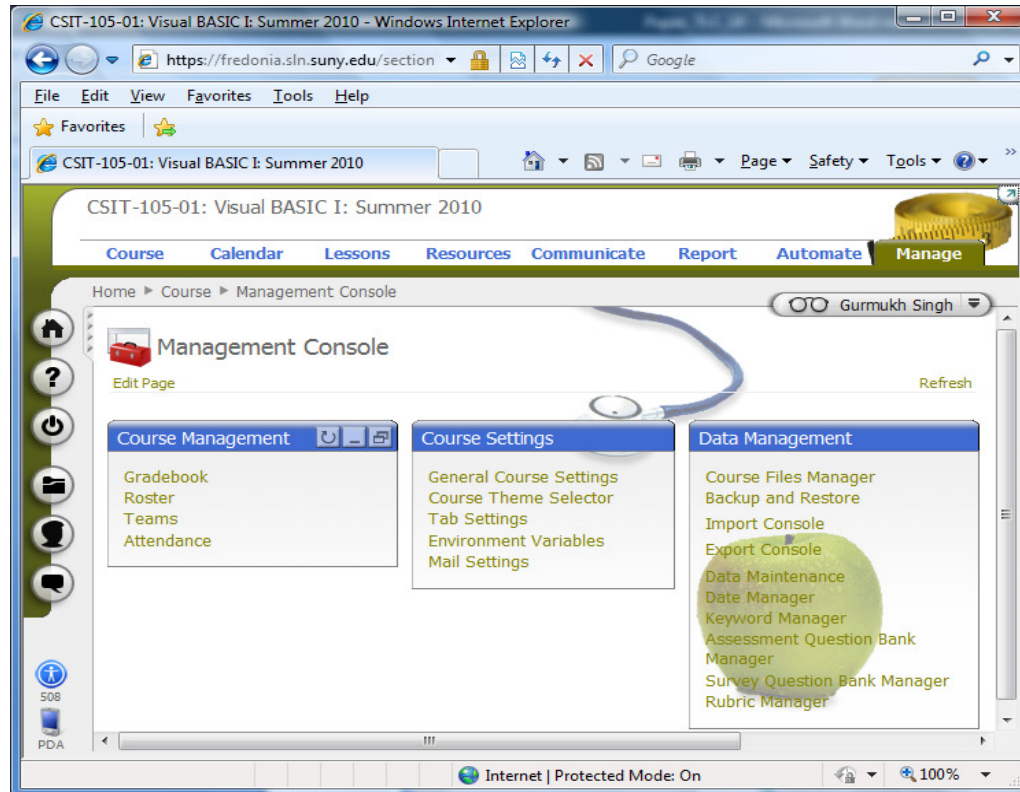 CSIT-105-01: Visual BASIC I: Summer 2010 - Windows Internet Explorer
https://fredonia.sln.suny.edu/section
Google
File Edit View Favorites Tools Help
Favorites
CSIT-105-01: Visual BASIC I: Summer 2010
Page Safety Tools
CSIT-105-01: Visual BASIC I: Summer 2010
Course Calendar Lessons Resources Communicate Report Automate Manage
Home Course Management Console
Gurmukh Singh
Management Console
Edit Page
Refresh
Course Management
Gradebook
Roster
Teams
Attendance
Course Settings
General Course Settings
Course Theme Selector
Tab Settings
Environment Variables
Mail Settings
Data Management
Course Files Manager
Backup and Restore
Import Console
Export Console
Data Maintenance
Date Manager
Keyword Manager
Assessment Question Bank
Manager
Survey Question Bank Manager
Rubric Manager
508
PDA
Internet | Protected Mode: On
100%